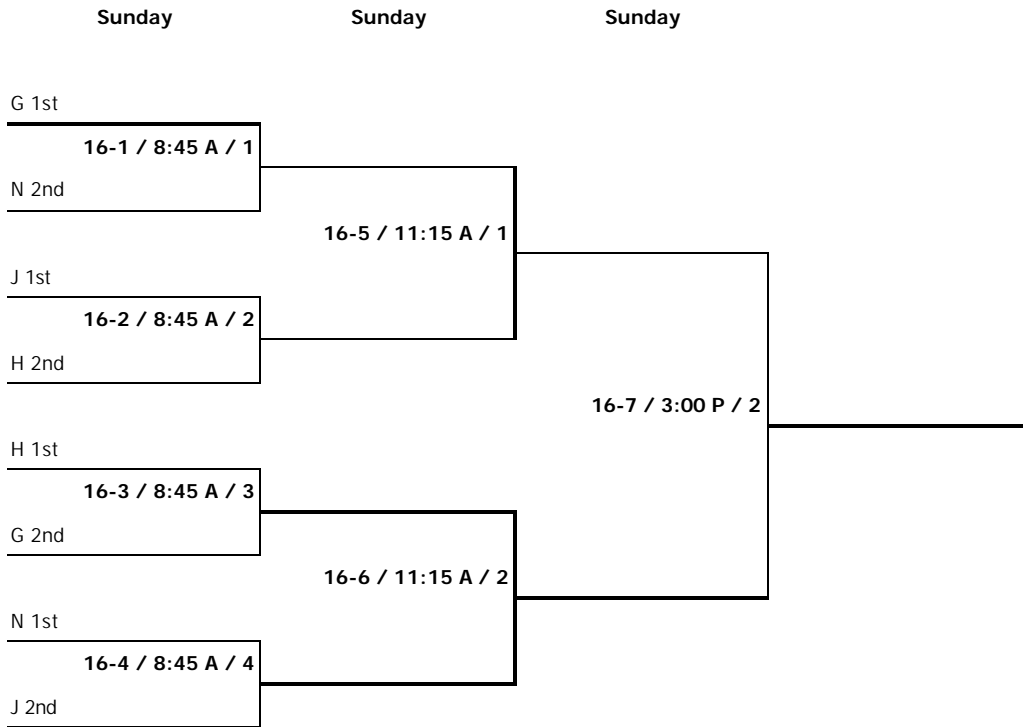 Sunday Sunday Sunday
G 1st
16-1 / 8:45 A / 1
N 2nd
16-5 / 11:15 A / 1
J 1st
16-2 / 8:45 A / 2
H 2nd
16-7 / 3:00 P / 2
H 1st
16-3 / 8:45 A / 3
G 2nd
16-6 / 11:15 A / 2
N 1st
16-4 / 8:45 A / 4
J 2nd